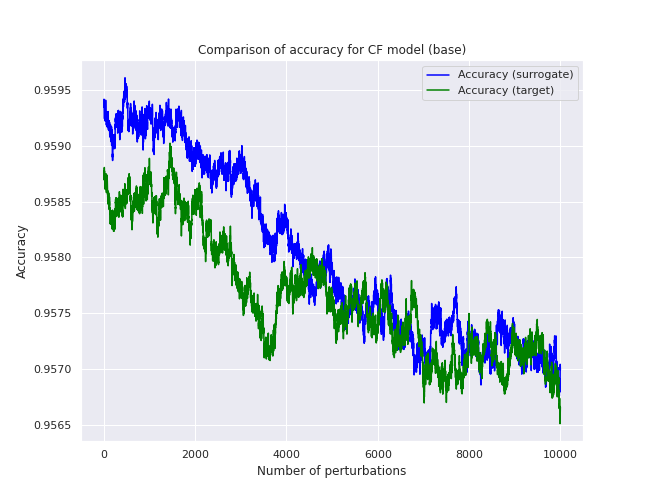 Comparison of accuracy for CF model (base)
Accuracy (surrogate)
Accuracy (target)
0.9595
0.9590
0.9585
0.9580
0.9575
0.9570
0.9565
Accuracy
0 2000 4000 6000 8000 10000
Number of perturbations